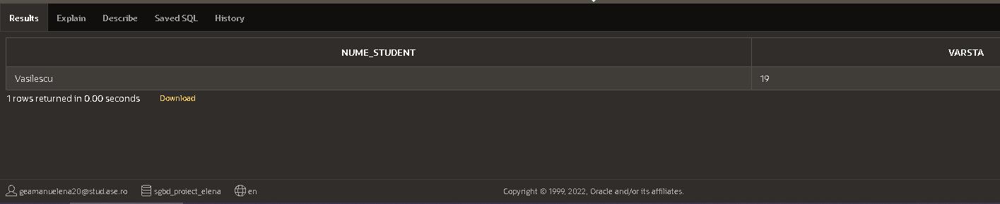 Results Explain Describe Saved SQL History
NUME_STUDENT VARSTA
Vasilescu 19
1 rows returned in 0.00 seconds Download
geamanuelena20@stud.ase.ro sgbd_proiect_elena en Copyright © 1999, 2022, Oracle and/or its affiliates.